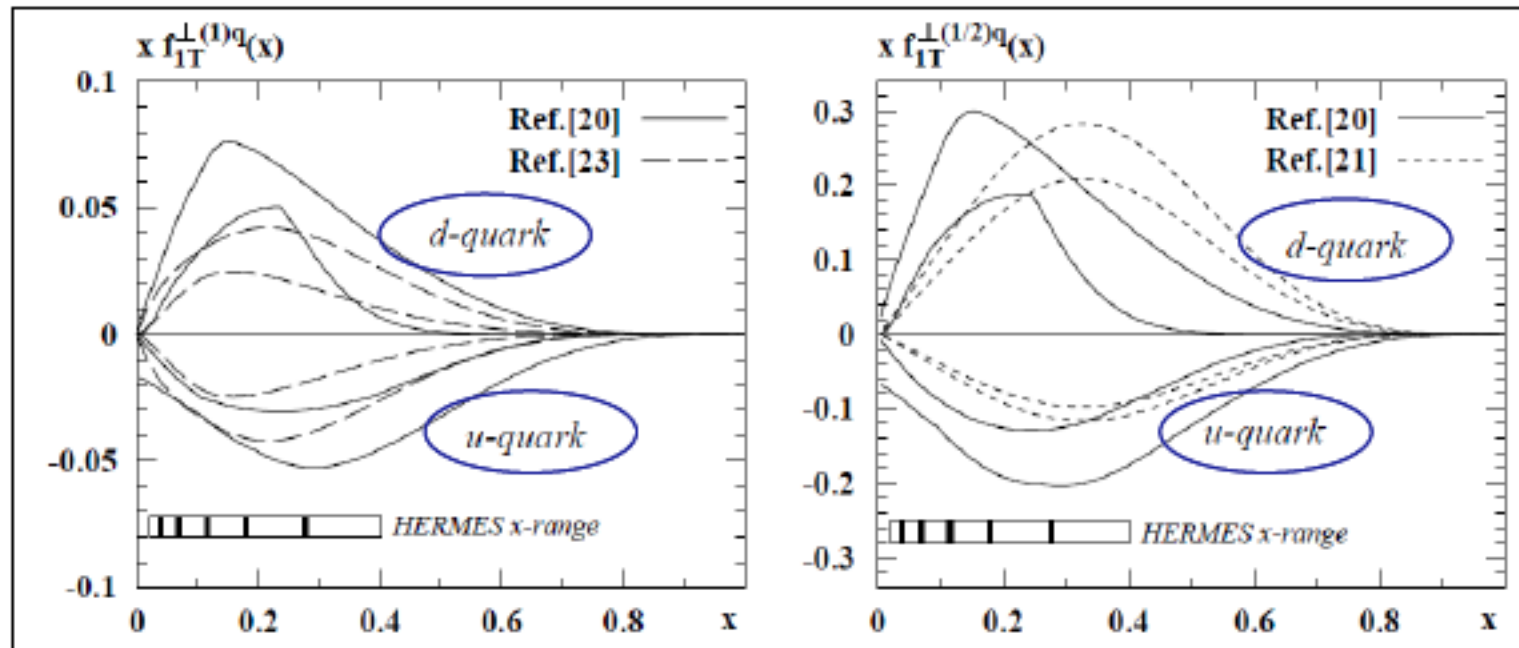 x f_{1T}^{⊥(1)q}(x)
0.1
0.05
0
-0.05
-0.1
Ref.[20]
Ref.[23]
d-quark
u-quark
HERMES x-range
0 0.2 0.4 0.6 0.8 x
x f_{1T}^{⊥(1/2)q}(x)
0.3
0.2
0.1
0
-0.1
-0.2
-0.3
Ref.[20]
Ref.[21]
d-quark
u-quark
HERMES x-range
0 0.2 0.4 0.6 0.8 x